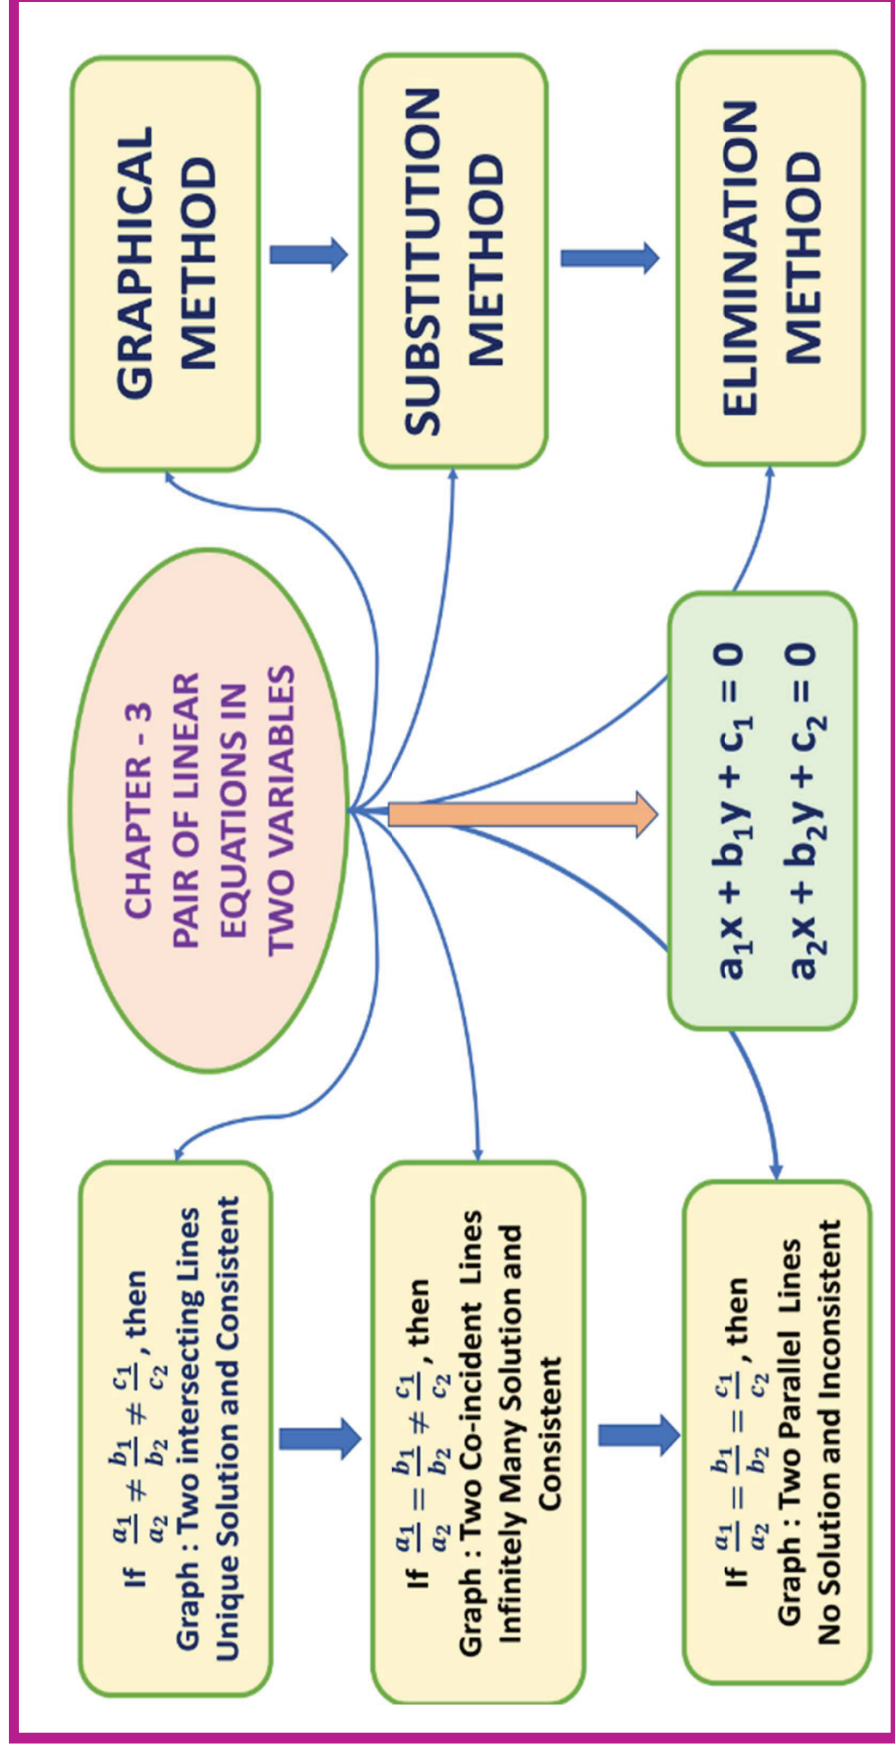 CHAPTER - 3
PAIR OF LINEAR
EQUATIONS IN
TWO VARIABLES
If a₁/a₂ ≠ b₁/b₂ ≠ c₁/c₂ , then
Graph : Two intersecting Lines
Unique Solution and Consistent
If a₁/a₂ = b₁/b₂ ≠ c₁/c₂ , then
Graph : Two Co-incident Lines
Infinitely Many Solution and
Consistent
If a₁/a₂ = b₁/b₂ = c₁/c₂ , then
Graph : Two Parallel Lines
No Solution and Inconsistent
a₁x + b₁y + c₁ = 0
a₂x + b₂y + c₂ = 0
GRAPHICAL
METHOD
SUBSTITUTION
METHOD
ELIMINATION
METHOD